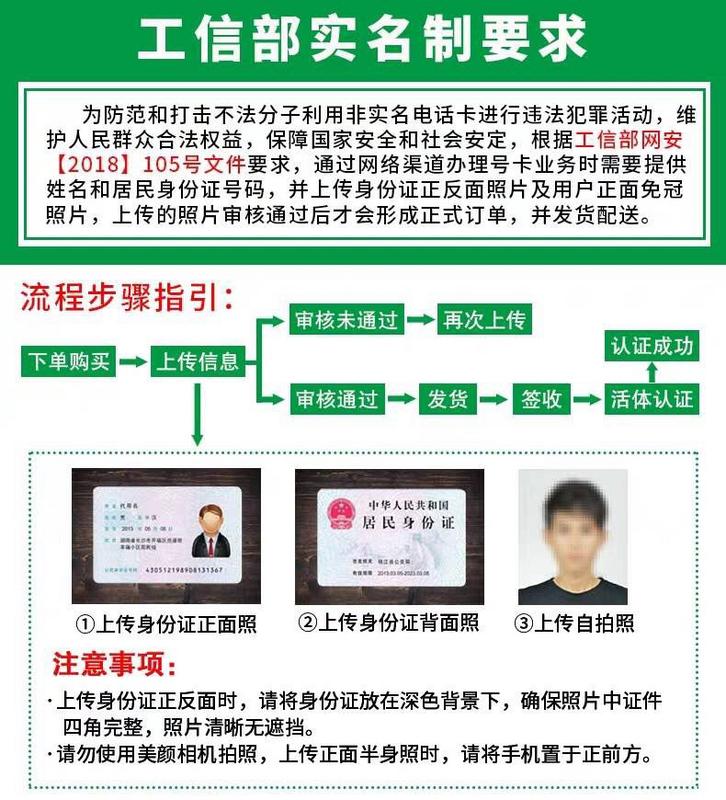 工信部实名制要求
为防范和打击不法分子利用非实名电话卡进行违法犯罪活动，维
护人民群众合法权益，保障国家安全和社会安定，根据工信部网安
【2018】105号文件要求，通过网络渠道办理号卡业务时需要提供
姓名和居民身份证号码，并上传身份证正反面照片及用户正面免冠
照片，上传的照片审核通过后才会形成正式订单，并发货配送。
流程步骤指引：
审核未通过
再次上传
认证成功
下单购买
上传信息
审核通过
发货
签收
活体认证
代用名
中华人民共和国
居民身份证
430512198908131367
2013.03.05-2023.03.05
①上传身份证正面照
②上传身份证背面照
③上传自拍照
注意事项：
·上传身份证正反面时，请将身份证放在深色背景下，确保照片中证件
四角完整，照片清晰无遮挡。
·请勿使用美颜相机拍照，上传正面半身照时，请将手机置于正前方。